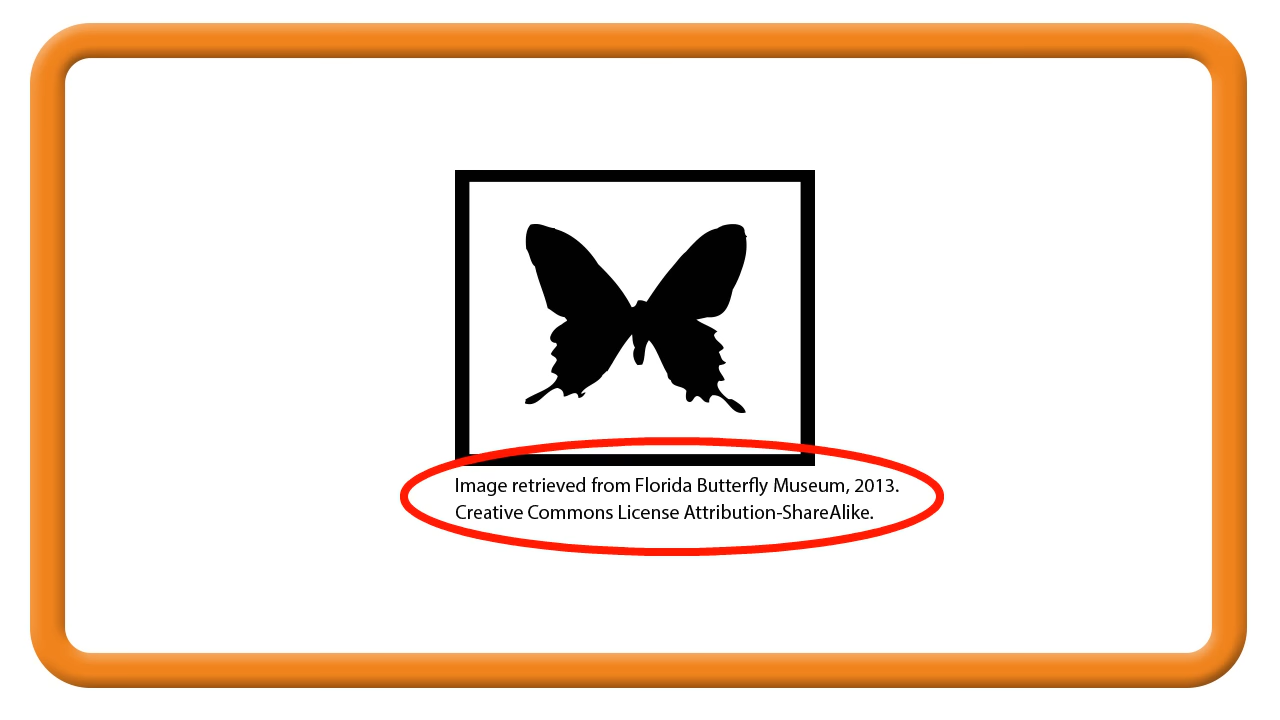 Image retrieved from Florida Butterfly Museum, 2013.
Creative Commons License Attribution-ShareAlike.